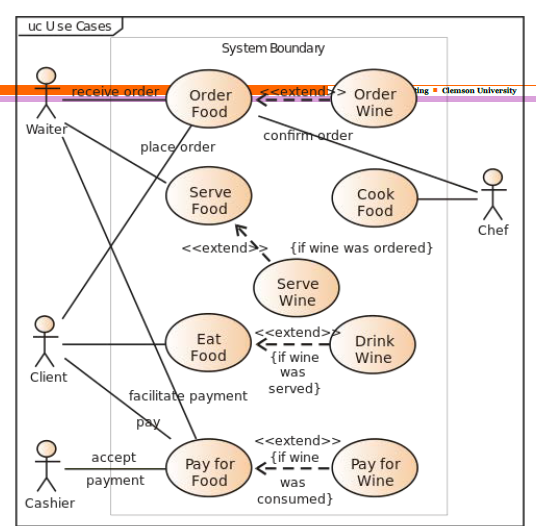 uc Use Cases
System Boundary
receive order
Order
Food
<<extend>>
Order
Wine
ting ▪ Clemson University
Waiter
place order
confirm order
Serve
Food
Cook
Food
Chef
<<extend>>
{if wine was ordered}
Serve
Wine
Eat
Food
<<extend>>
{if wine
was
served}
Drink
Wine
Client
facilitate payment
pay
accept
payment
Cashier
Pay for
Food
<<extend>>
{if wine
was
consumed}
Pay for
Wine